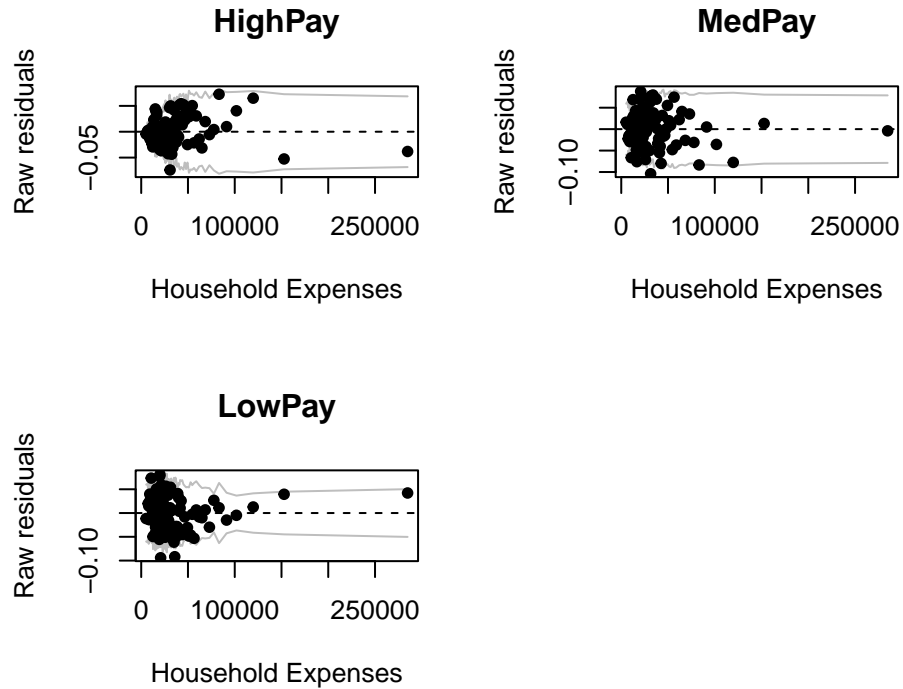 HighPay
Raw residuals
−0.05
0 100000 250000
Household Expenses
MedPay
Raw residuals
−0.10
0 100000 250000
Household Expenses
LowPay
Raw residuals
−0.10
0 100000 250000
Household Expenses